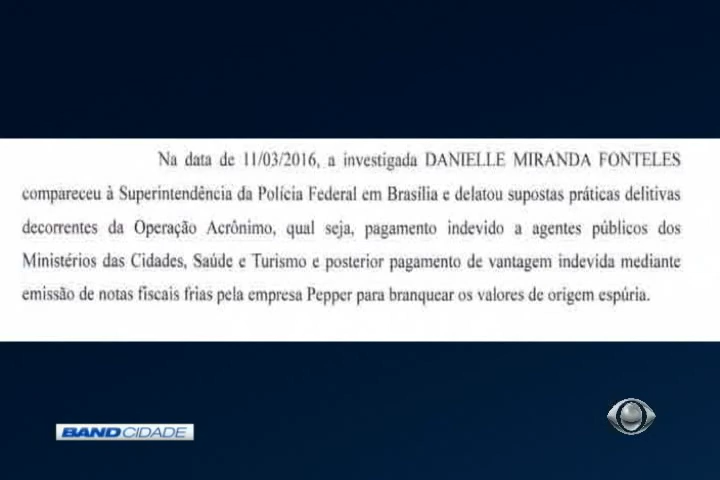 Na data de 11/03/2016, a investigada DANIELLE MIRANDA FONTELES
compareceu à Superintendência da Polícia Federal em Brasília e delatou supostas práticas delitivas
decorrentes da Operação Acrônimo, qual seja, pagamento indevido a agentes públicos dos
Ministérios das Cidades, Saúde e Turismo e posterior pagamento de vantagem indevida mediante
emissão de notas fiscais frias pela empresa Pepper para branquear os valores de origem espúria.
BAND CIDADE